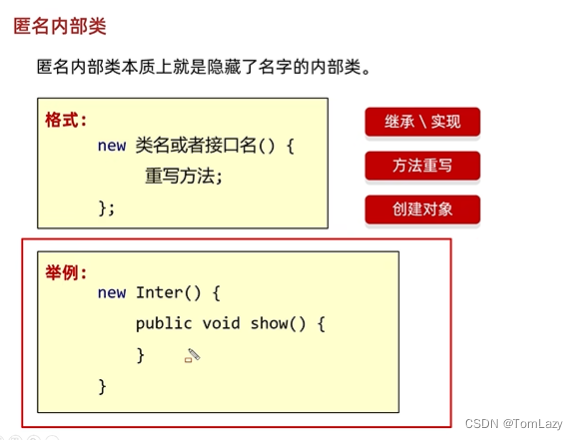 匿名内部类
匿名内部类本质上就是隐藏了名字的内部类。
格式：
new 类名或者接口名() {
重写方法;
};
继承 \ 实现
方法重写
创建对象
举例：
new Inter() {
public void show() {
}
}
CSDN @TomLazy